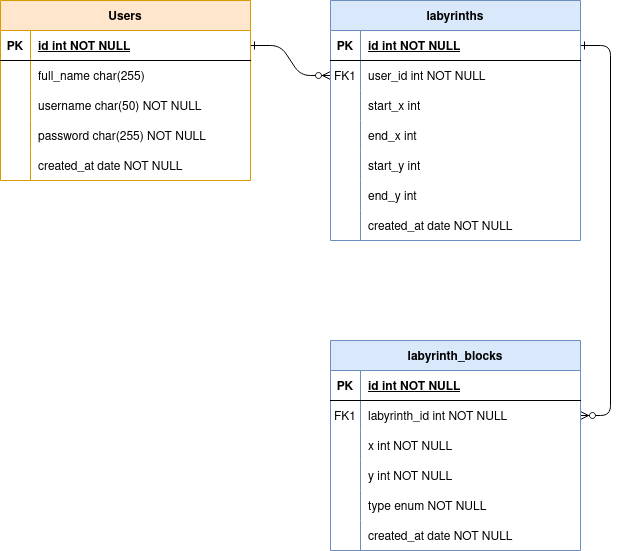 Users
PK id int NOT NULL
full_name char(255)
username char(50) NOT NULL
password char(255) NOT NULL
created_at date NOT NULL
labyrinths
PK id int NOT NULL
FK1 user_id int NOT NULL
start_x int
end_x int
start_y int
end_y int
created_at date NOT NULL
labyrinth_blocks
PK id int NOT NULL
FK1 labyrinth_id int NOT NULL
x int NOT NULL
y int NOT NULL
type enum NOT NULL
created_at date NOT NULL